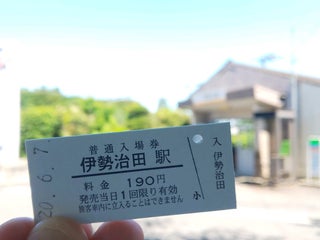 20.6.7
普通入場券
伊勢治田駅
料金 190円
発売当日1回限り有効
旅客車内に立入ることはできません
入 伊勢治田
小